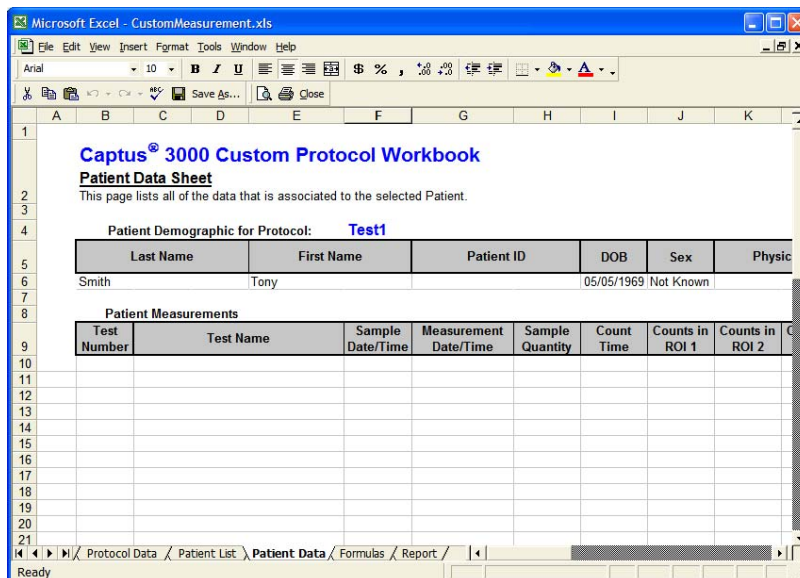 Microsoft Excel - CustomMeasurement.xls
File Edit View Insert Format Tools Window Help
Arial 10 B I U $ % ,
Save As... Close
A B C D E F G H I J K
1
Captus® 3000 Custom Protocol Workbook
Patient Data Sheet
2 This page lists all of the data that is associated to the selected Patient.
3
4 Patient Demographic for Protocol: Test1
5 Last Name First Name Patient ID DOB Sex Physic
6 Smith Tony 05/05/1969 Not Known
7
8 Patient Measurements
9 Test Number Test Name Sample Date/Time Measurement Date/Time Sample Quantity Count Time Counts in ROI 1 Counts in ROI 2 C
10
11
12
13
14
15
16
17
18
19
20
21
Protocol Data Patient List Patient Data Formulas Report
Ready